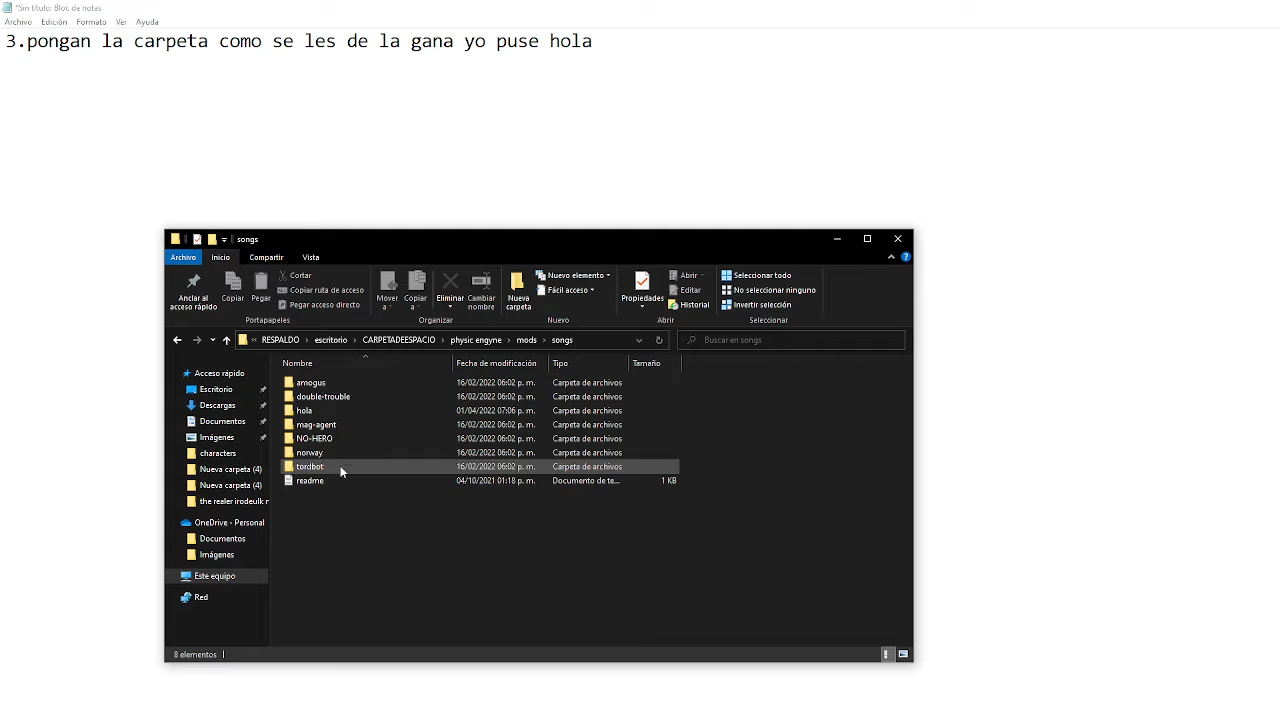 *Sin título: Bloc de notas
Archivo Edición Formato Ver Ayuda
3.pongan la carpeta como se les de la gana yo puse hola
songs
Archivo Inicio Compartir Vista
Anclar al acceso rápido
Copiar
Pegar
Cortar
Copiar ruta de acceso
Pegar acceso directo
Portapapeles
Mover a
Copiar a
Eliminar
Cambiar nombre
Organizar
Nueva carpeta
Nuevo elemento
Fácil acceso
Nuevo
Propiedades
Abrir
Editar
Historial
Abrir
Seleccionar todo
No seleccionar ninguno
Invertir selección
Seleccionar
« RESPALDO > escritorio > CARPETADEESPACIO > physic engyne > mods > songs
Buscar en songs
Nombre Fecha de modificación Tipo Tamaño
amogus 16/02/2022 06:02 p. m. Carpeta de archivos
double-trouble 16/02/2022 06:02 p. m. Carpeta de archivos
hola 01/04/2022 07:06 p. m. Carpeta de archivos
mag-agent 16/02/2022 06:02 p. m. Carpeta de archivos
NO-HERO 16/02/2022 06:02 p. m. Carpeta de archivos
norway 16/02/2022 06:02 p. m. Carpeta de archivos
tordbot 16/02/2022 06:02 p. m. Carpeta de archivos
readme 04/10/2021 01:18 p. m. Documento de te... 1 KB
Acceso rápido
Escritorio
Descargas
Documentos
Imágenes
characters
Nueva carpeta (4)
Nueva carpeta (4)
the realer irodeulk
OneDrive - Personal
Documentos
Imágenes
Este equipo
Red
8 elementos